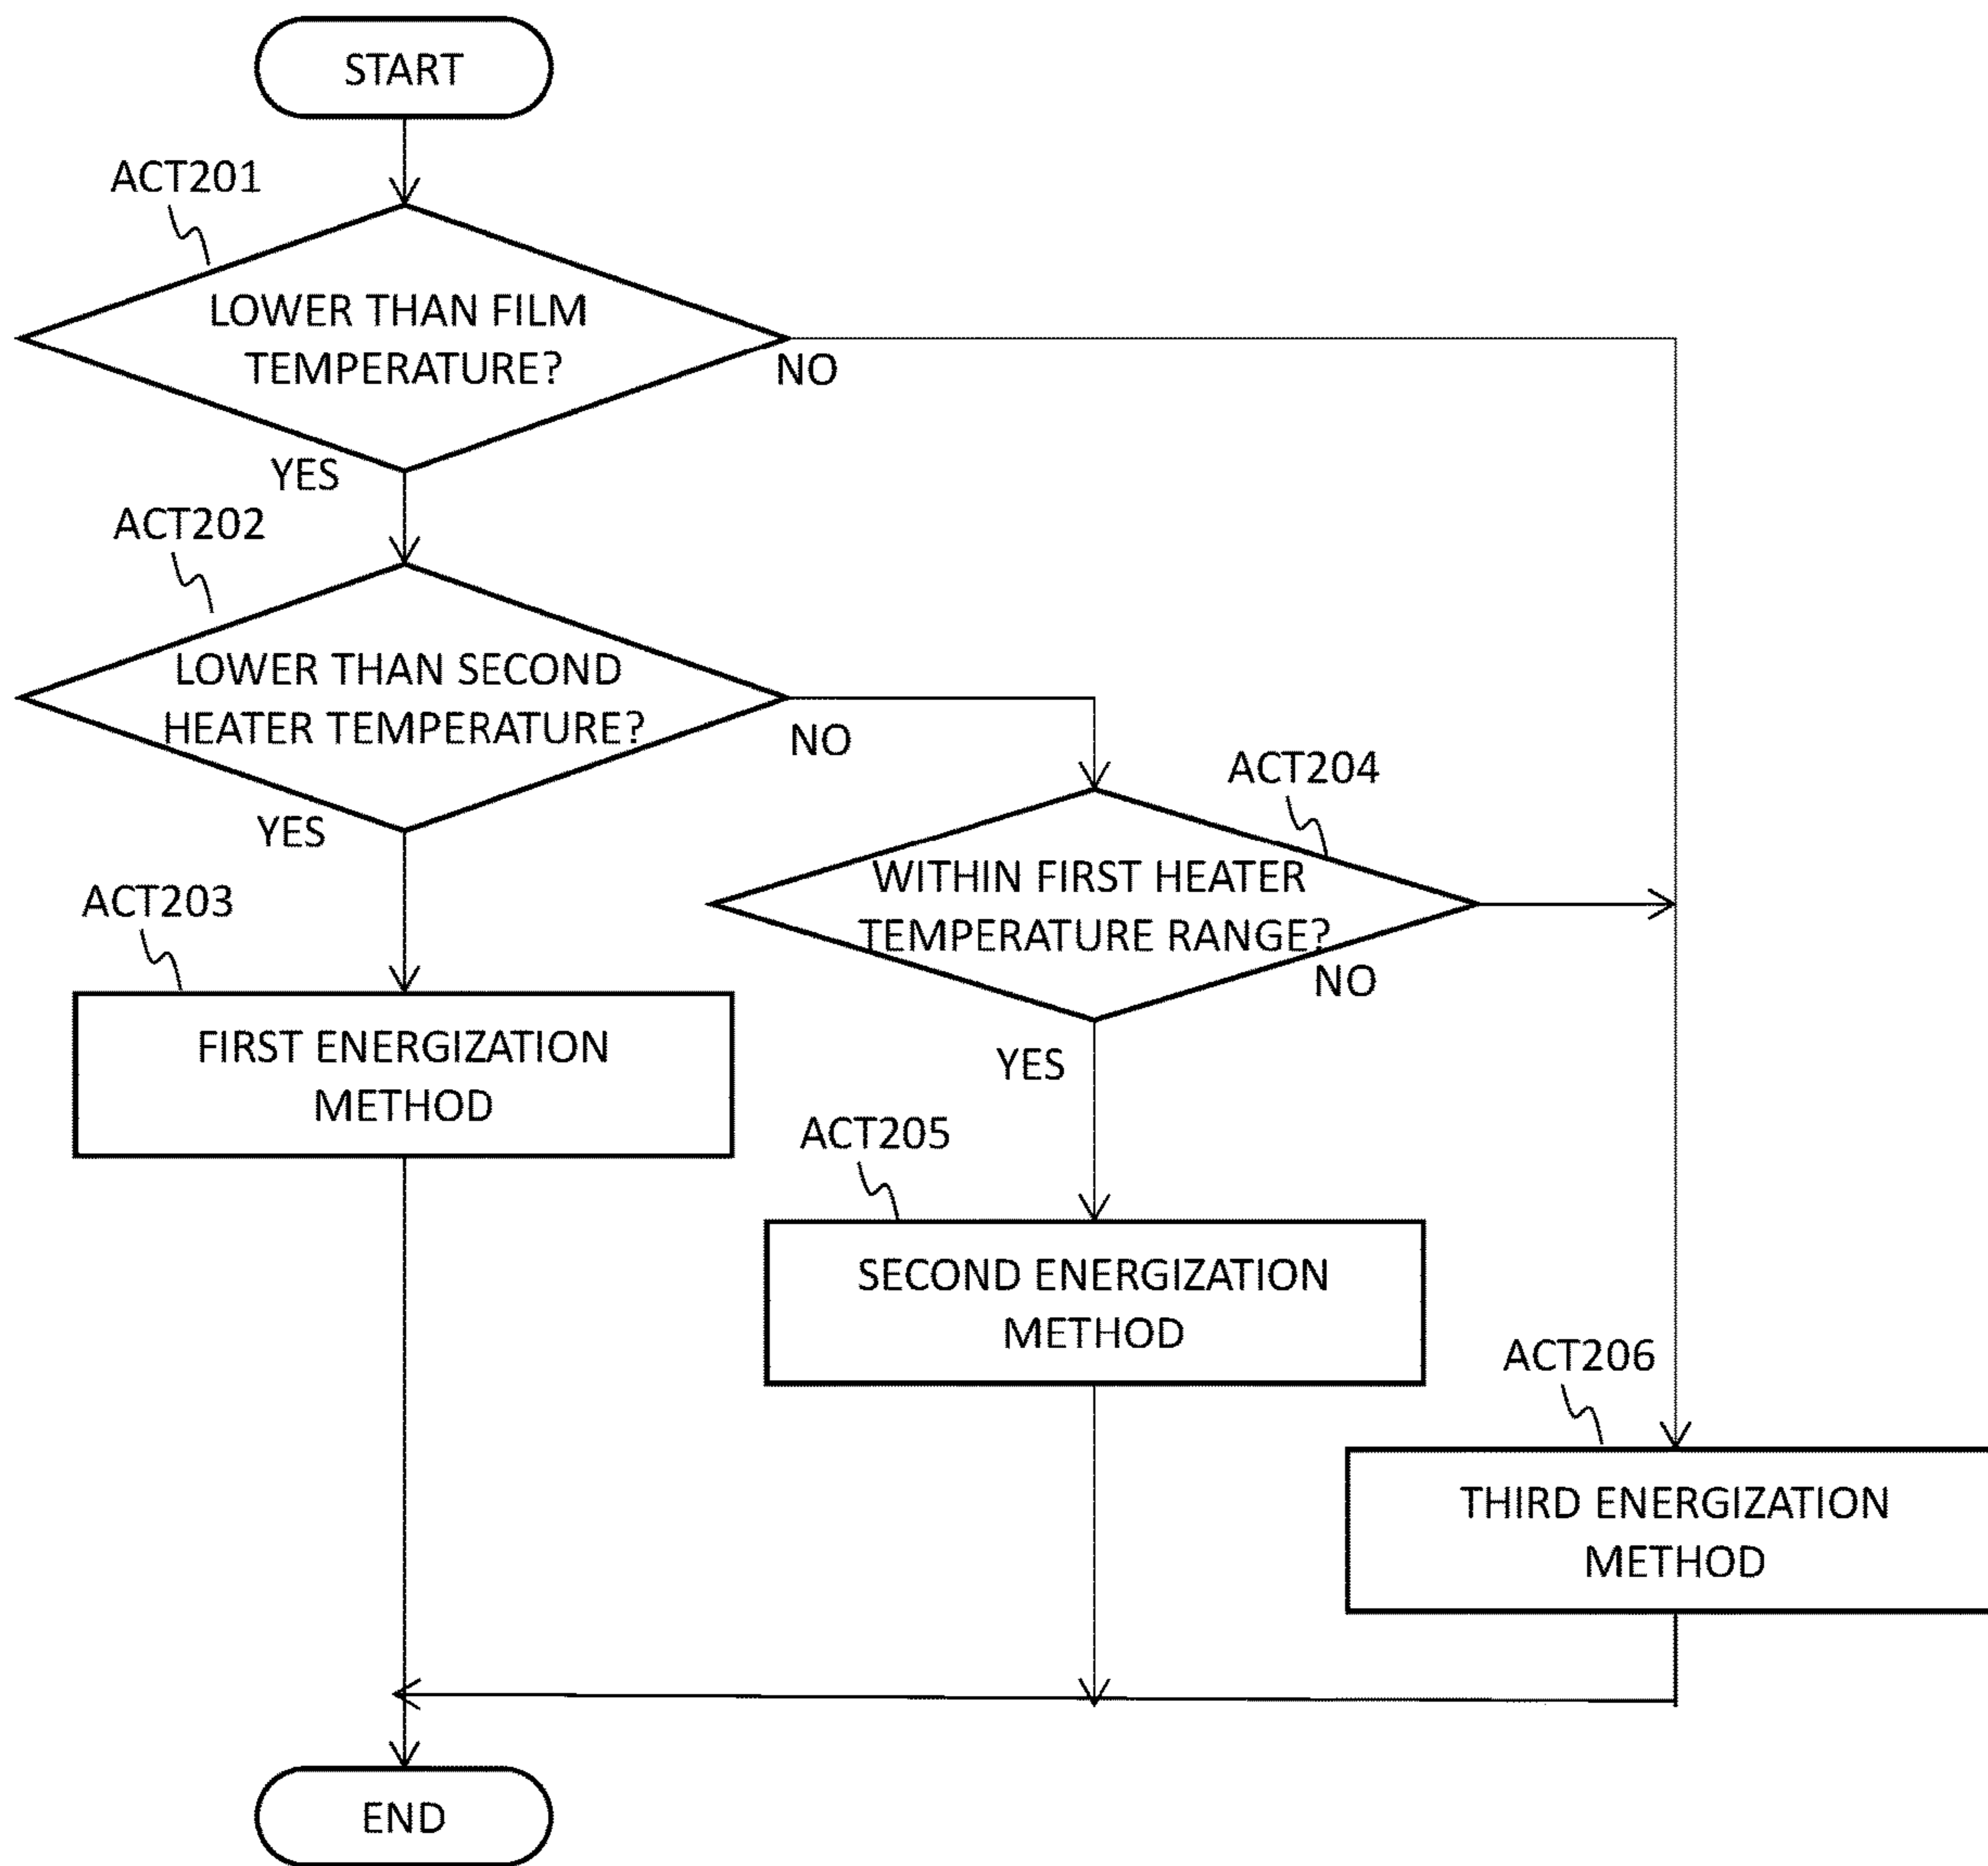 START
ACT201
LOWER THAN FILM
TEMPERATURE?
NO
YES
ACT202
LOWER THAN SECOND
HEATER TEMPERATURE?
NO
YES
ACT204
WITHIN FIRST HEATER
TEMPERATURE RANGE?
NO
YES
ACT203
FIRST ENERGIZATION
METHOD
ACT205
SECOND ENERGIZATION
METHOD
ACT206
THIRD ENERGIZATION
METHOD
END